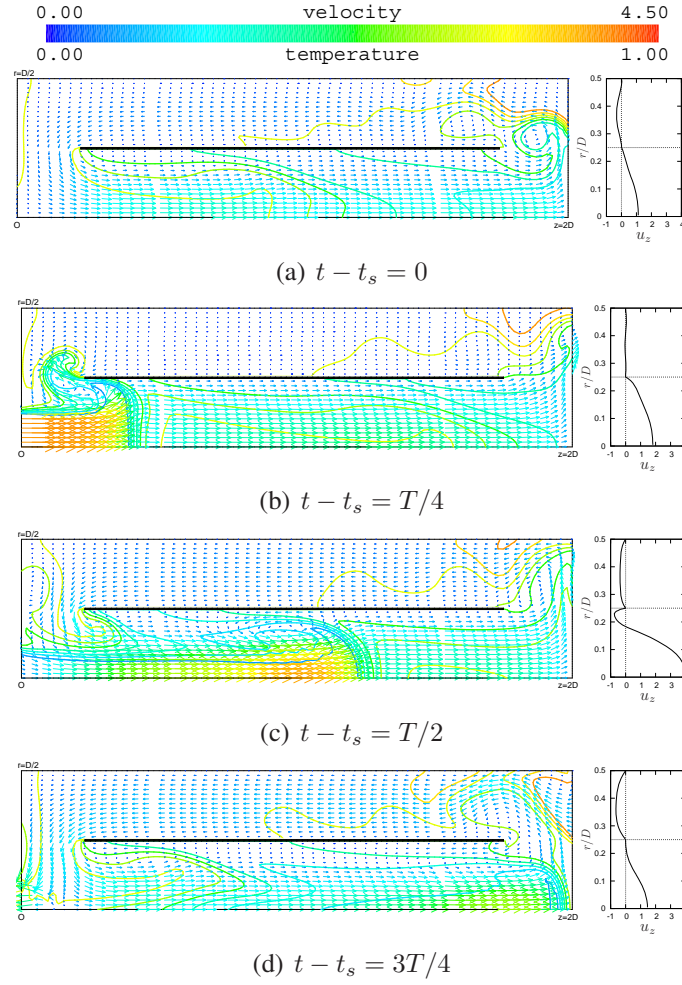 0.00 velocity 4.50
0.00 temperature 1.00
r=D/2
0.5
0.4
0.3
0.2
0.1
0
r/D
O z=2D
-1 0 1 2 3 4
u_z
(a) t − t_s = 0
r=D/2
0.5
0.4
0.3
0.2
0.1
0
r/D
O z=2D
-1 0 1 2 3
u_z
(b) t − t_s = T/4
r=D/2
0.5
0.4
0.3
0.2
0.1
0
r/D
O z=2D
-1 0 1 2 3
u_z
(c) t − t_s = T/2
r=D/2
0.5
0.4
0.3
0.2
0.1
0
r/D
O z=2D
-1 0 1 2 3
u_z
(d) t − t_s = 3T/4